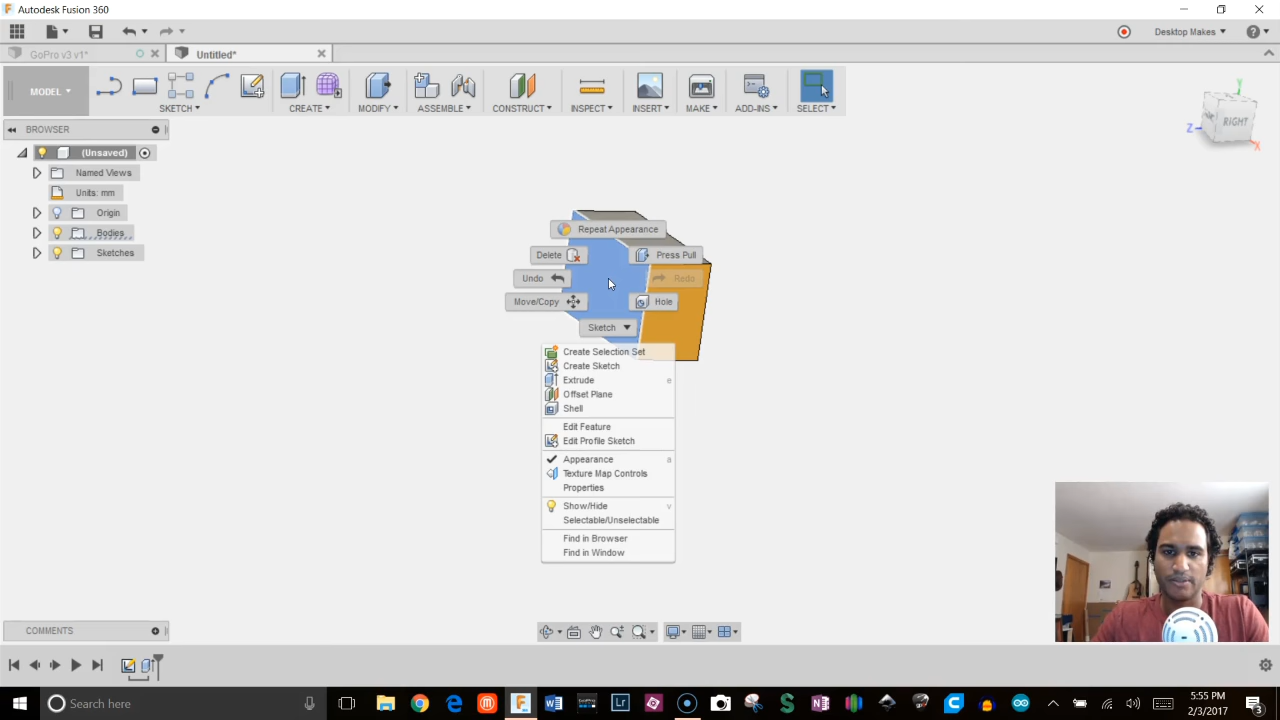 Autodesk Fusion 360
Desktop Makes
GoPro v3 v1*
Untitled*
MODEL
SKETCH
CREATE
MODIFY
ASSEMBLE
CONSTRUCT
INSPECT
INSERT
MAKE
ADD-INS
SELECT
BROWSER
(Unsaved)
Named Views
Units: mm
Origin
Bodies
Sketches
RIGHT
Z
Y
X
Repeat Appearance
Delete
Press Pull
Undo
Redo
Move/Copy
Hole
Sketch
Create Selection Set
Create Sketch
Extrude e
Offset Plane
Shell
Edit Feature
Edit Profile Sketch
Appearance a
Texture Map Controls
Properties
Show/Hide v
Selectable/Unselectable
Find in Browser
Find in Window
COMMENTS
Search here
5:55 PM
2/3/2017
3